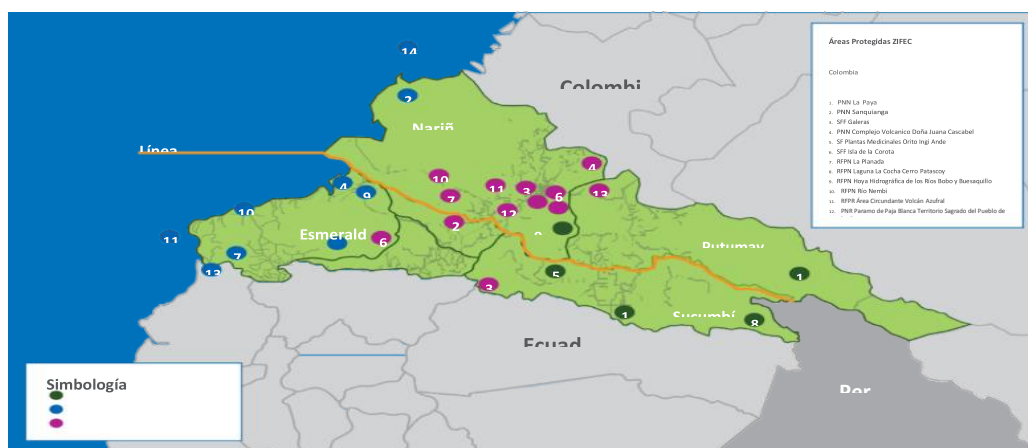 14
Colombi
Áreas Protegidas ZIFEC
Colombia
1. PNN La Paya
2. PNN Sanquianga
3. SFF Galeras
4. PNN Complejo Volcanico Doña Juana Cascabel
5. SF Plantas Medicinales Orito Ingi Ande
6. SFF Isla de la Corota
7. RFPN La Planada
8. RFPN Laguna La Cocha Cerro Patascoy
9. RFPN Hoya Hidrográfica de los Ríos Bobo y Buesaquillo
10. RFPN Río Nembí
11. RFPR Área Circundante Volcán Azufral
12. PNR Paramo de Paja Blanca Territorio Sagrado del Pueblo de
2
Nariñ
Línea
4
10
11
3
6
13
4
9
7
12
2
10
11
Esmerald
6
7
13
Putumay
5
1
3
1
Sucumbí
8
Ecuad
Per
Simbología